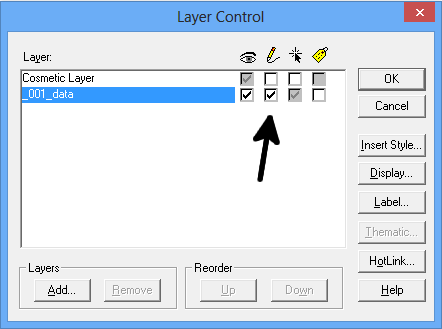 Layer Control
Layer:
Cosmetic Layer
_001_data
OK
Cancel
Insert Style...
Display...
Label...
Thematic...
HotLink...
Help
Layers
Add...
Remove
Reorder
Up
Down